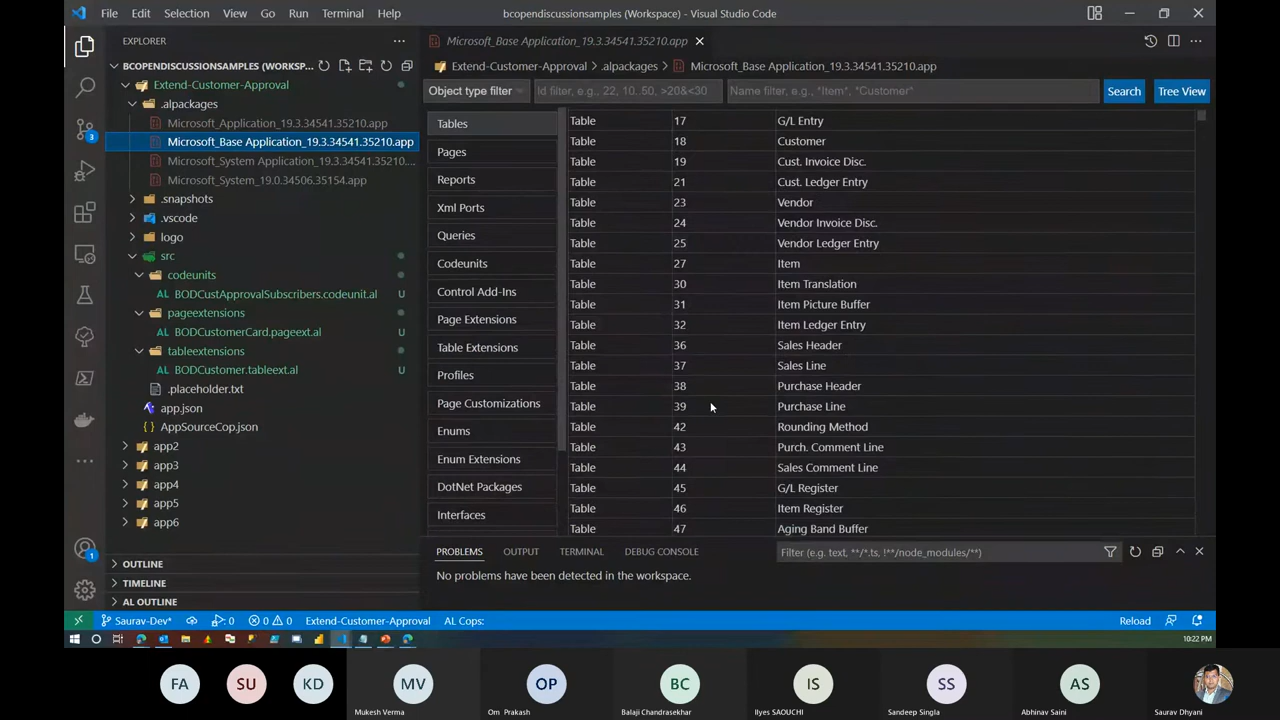 File Edit Selection View Go Run Terminal Help
bcopendiscussionsamples (Workspace) - Visual Studio Code
EXPLORER
BCOPENDISCUSSIONSAMPLES (WORKSP...
Extend-Customer-Approval
.alpackages
Microsoft_Application_19.3.34541.35210.app
Microsoft_Base Application_19.3.34541.35210.app
Microsoft_System Application_19.3.34541.35210....
Microsoft_System_19.0.34506.35154.app
.snapshots
.vscode
logo
src
codeunits
AL BODCustApprovalSubscribers.codeunit.al U
pageextensions
AL BODCustomerCard.pageext.al U
tableextensions
AL BODCustomer.tableext.al U
.placeholder.txt
app.json
{} AppSourceCop.json
app2
app3
app4
app5
app6
OUTLINE
TIMELINE
AL OUTLINE
3
1
Microsoft_Base Application_19.3.34541.35210.app
Extend-Customer-Approval > .alpackages > Microsoft_Base Application_19.3.34541.35210.app
Object type filter
Id filter, e.g., 22, 10..50, >20&<30
Name filter, e.g., *Item*, *Customer*
Search
Tree View
Tables
Pages
Reports
Xml Ports
Queries
Codeunits
Control Add-Ins
Page Extensions
Table Extensions
Profiles
Page Customizations
Enums
Enum Extensions
DotNet Packages
Interfaces
Table 17 G/L Entry
Table 18 Customer
Table 19 Cust. Invoice Disc.
Table 21 Cust. Ledger Entry
Table 23 Vendor
Table 24 Vendor Invoice Disc.
Table 25 Vendor Ledger Entry
Table 27 Item
Table 30 Item Translation
Table 31 Item Picture Buffer
Table 32 Item Ledger Entry
Table 36 Sales Header
Table 37 Sales Line
Table 38 Purchase Header
Table 39 Purchase Line
Table 42 Rounding Method
Table 43 Purch. Comment Line
Table 44 Sales Comment Line
Table 45 G/L Register
Table 46 Item Register
Table 47 Aging Band Buffer
PROBLEMS OUTPUT TERMINAL DEBUG CONSOLE
Filter (e.g. text, **/*.ts, !**/node_modules/**)
No problems have been detected in the workspace.
Saurav-Dev* : 0 0 0 Extend-Customer-Approval AL Cops: Reload
10:22 PM
FA SU KD MV OP BC IS SS AS
Mukesh Verma Om Prakash Balaji Chandrasekhar Ilyes SAOUCHI Sandeep Singla Abhinav Saini Saurav Dhyani